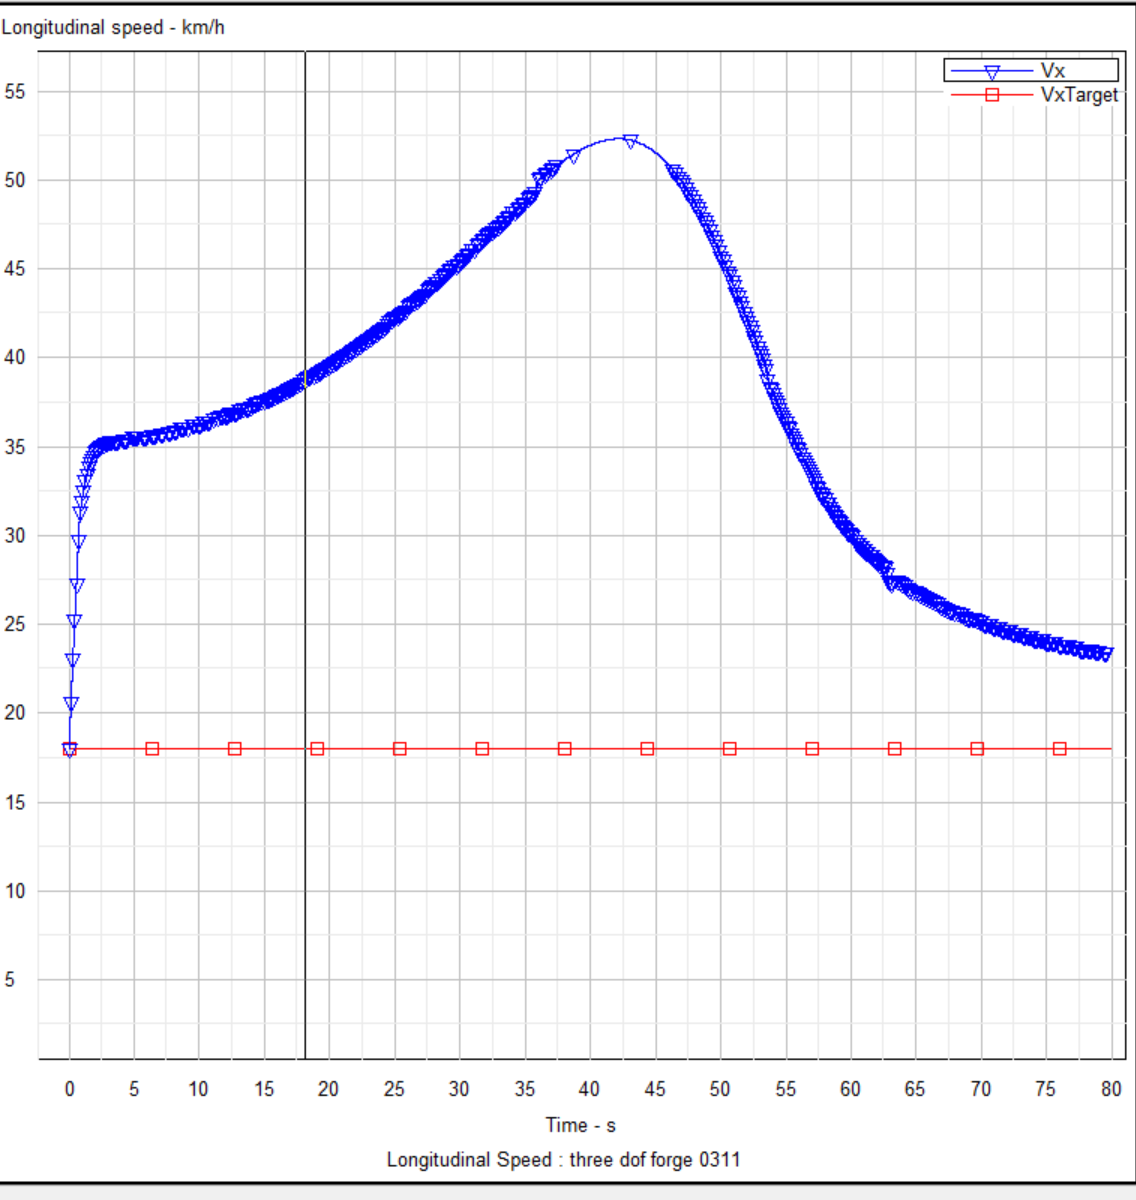 Longitudinal speed - km/h
Vx
VxTarget
55
50
45
40
35
30
25
20
15
10
5
0 5 10 15 20 25 30 35 40 45 50 55 60 65 70 75 80
Time - s
Longitudinal Speed : three dof forge 0311